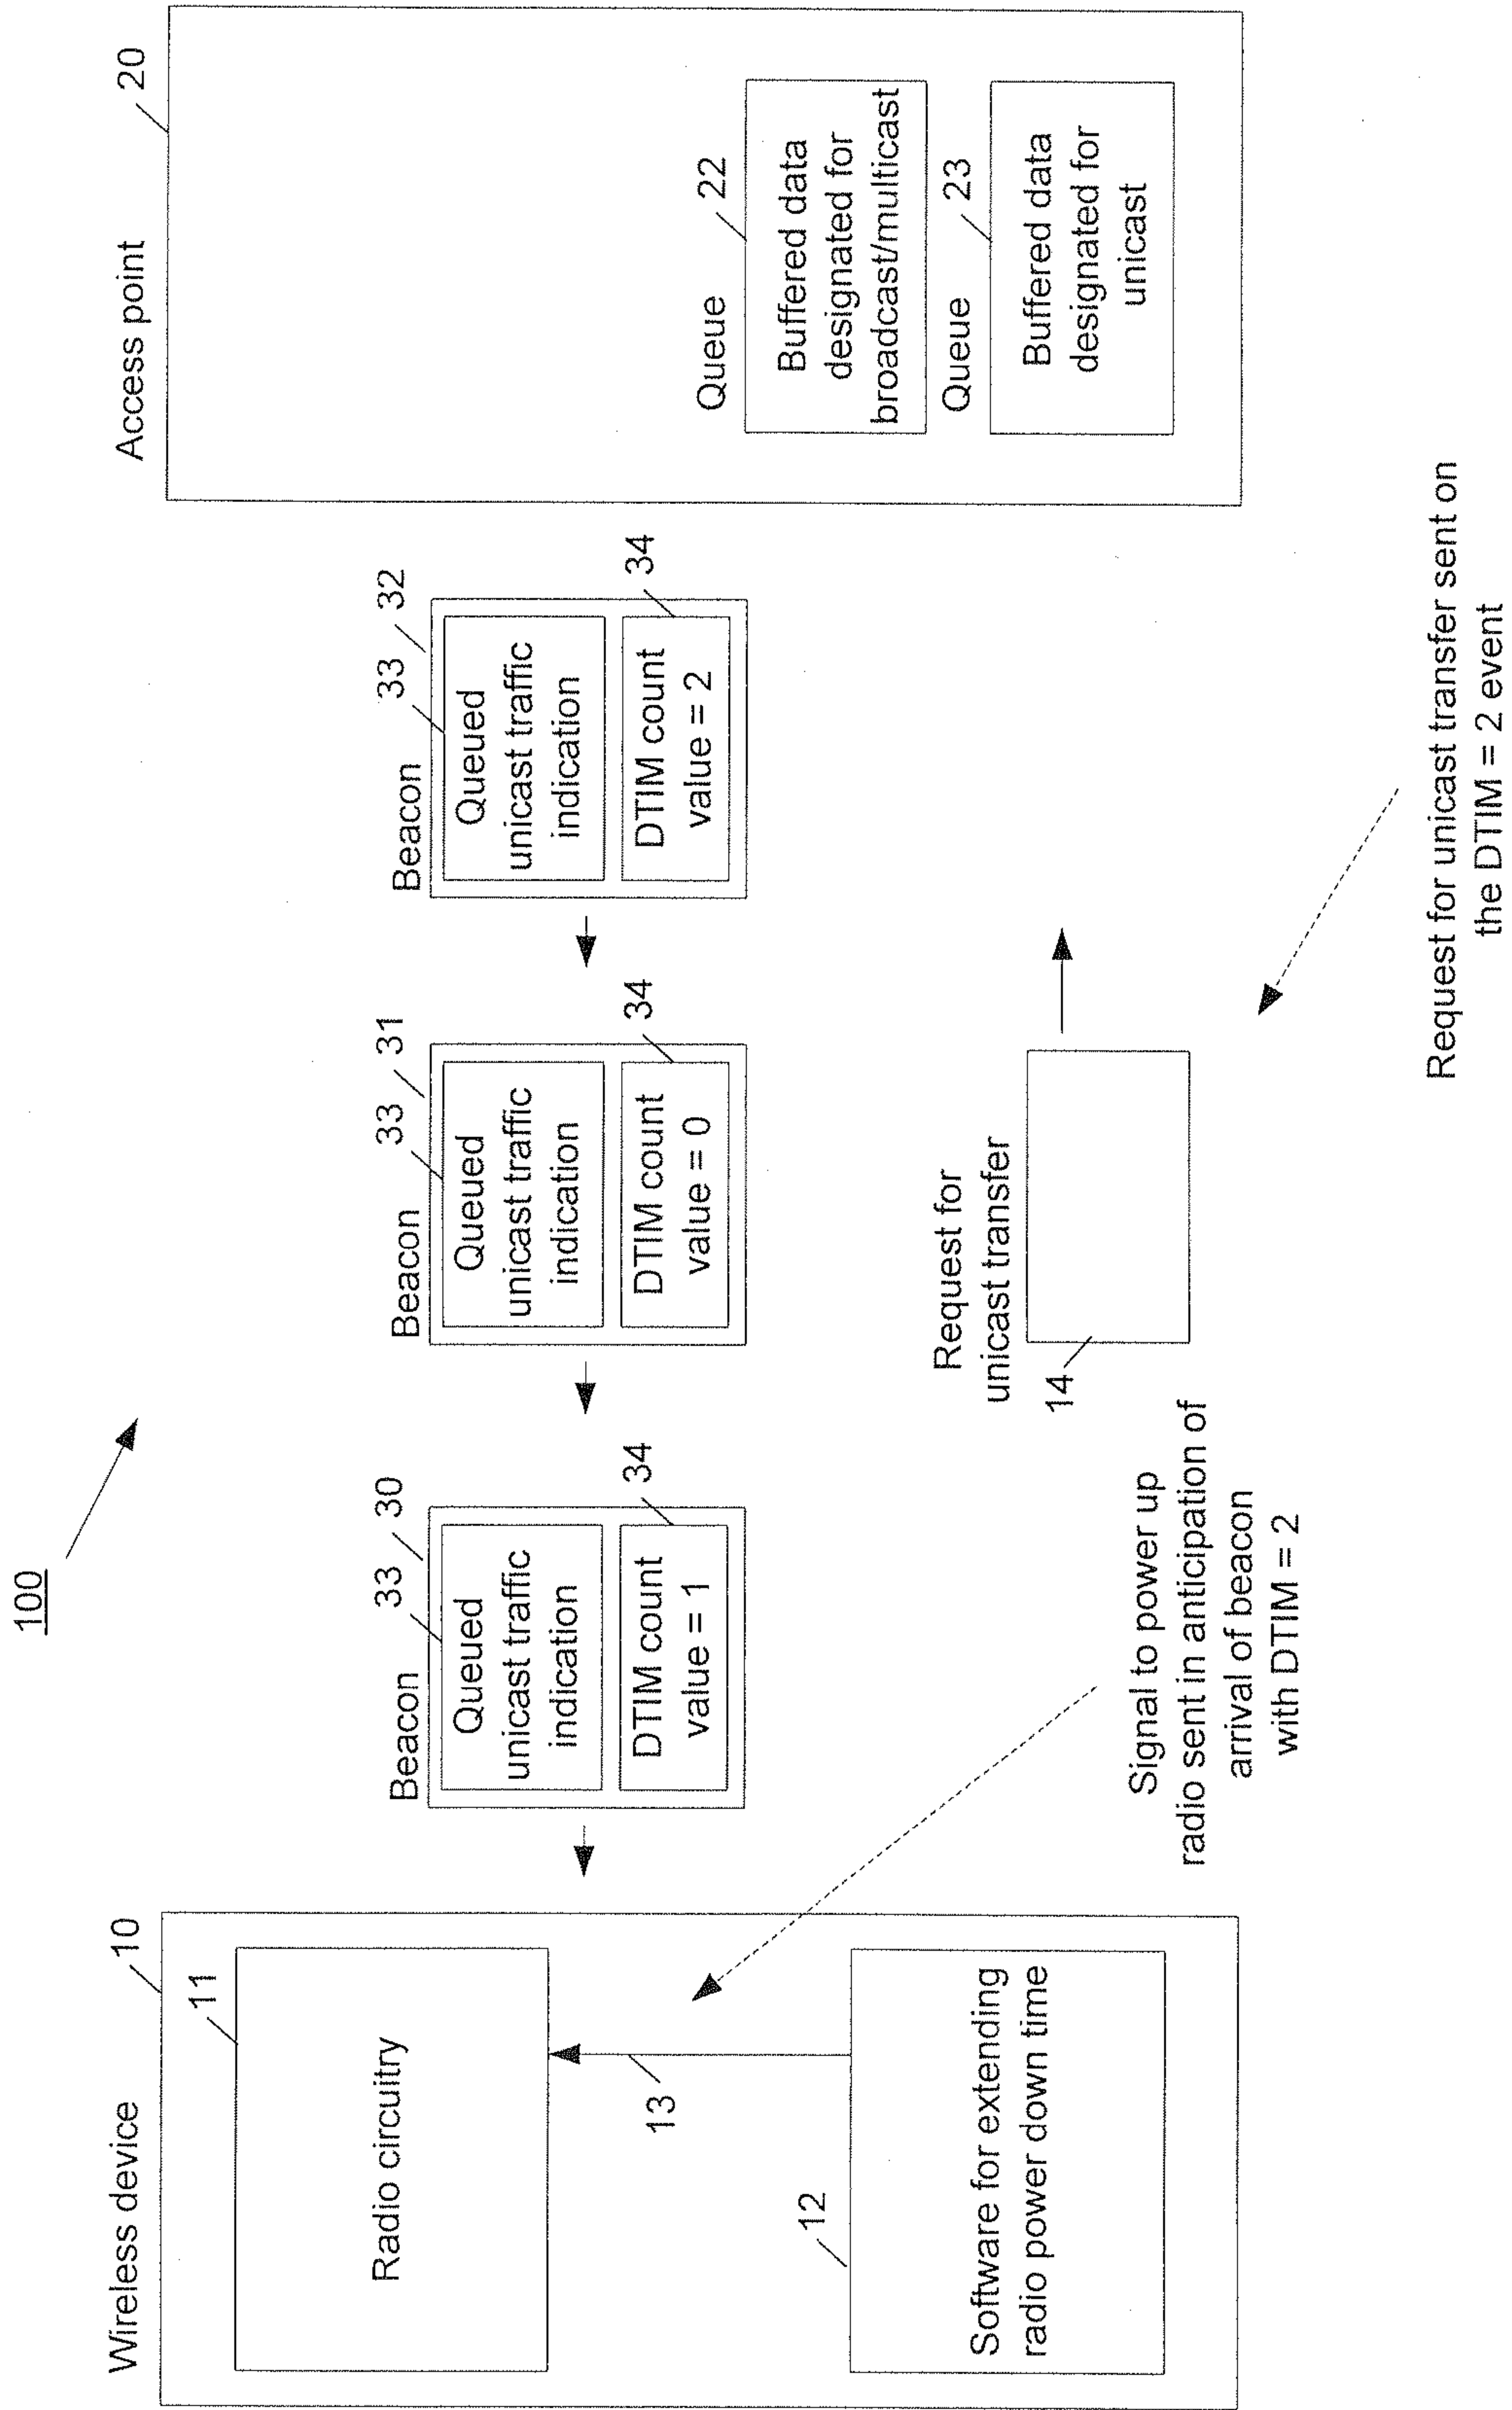 100
Wireless device
10
11
Radio circuitry
13
12
Software for extending
radio power down time
Beacon
33
30
Queued
unicast traffic
indication
34
DTIM count
value = 1
Beacon
33
31
Queued
unicast traffic
indication
34
DTIM count
value = 0
Beacon
33
32
Queued
unicast traffic
indication
34
DTIM count
value = 2
Access point
20
Queue
22
Buffered data
designated for
broadcast/multicast
Queue
23
Buffered data
designated for
unicast
Request for
unicast transfer
14
Signal to power up
radio sent in anticipation of
arrival of beacon
with DTIM = 2
Request for unicast transfer sent on
the DTIM = 2 event